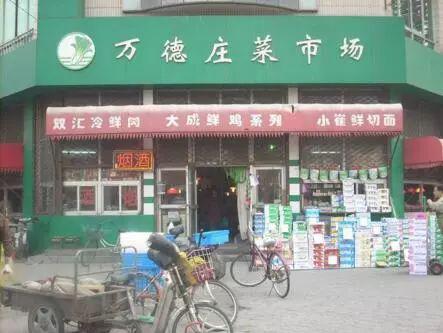 万德庄菜市场
双汇冷鲜肉 大成鲜鸡系列 小崔鲜切面
烟酒